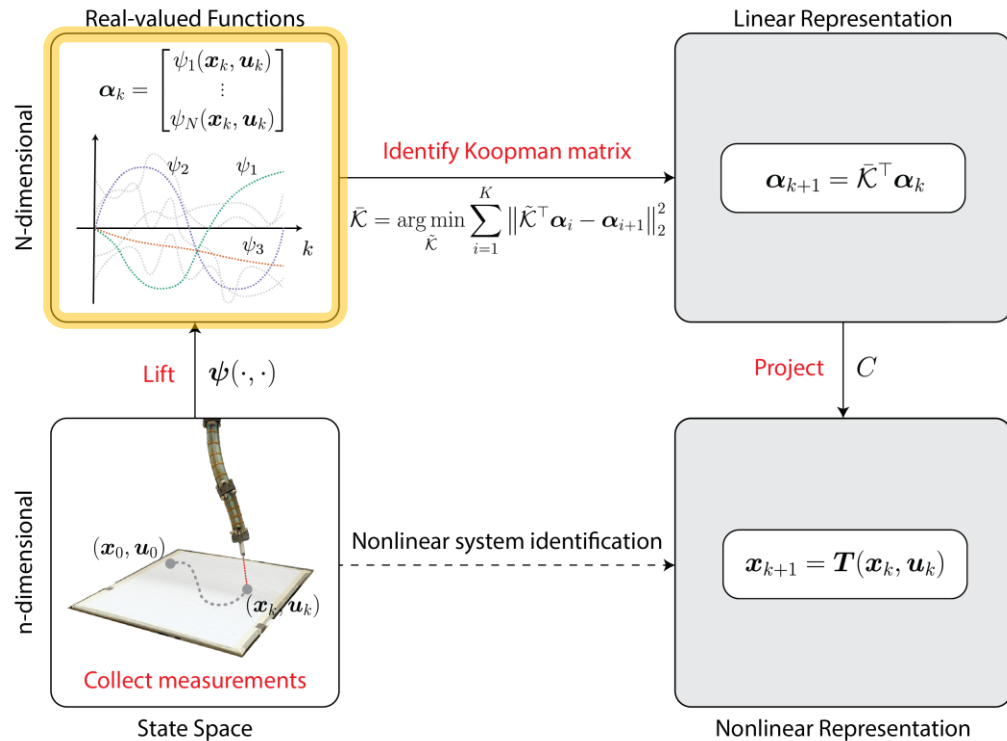 Real-valued Functions
Linear Representation
N-dimensional
αₖ = [ψ₁(xₖ, uₖ)
⋮
ψ_N(xₖ, uₖ)]
ψ₂
ψ₁
ψ₃
k
Identify Koopman matrix
K̄ = arg min_K̃ ∑_{i=1}^{K} ‖K̃^⊤ αᵢ − αᵢ₊₁‖₂²
αₖ₊₁ = K̄^⊤ αₖ
Lift
ψ(·, ·)
Project
C
n-dimensional
(x₀, u₀)
(xₖ, uₖ)
Collect measurements
Nonlinear system identification
xₖ₊₁ = T(xₖ, uₖ)
State Space
Nonlinear Representation